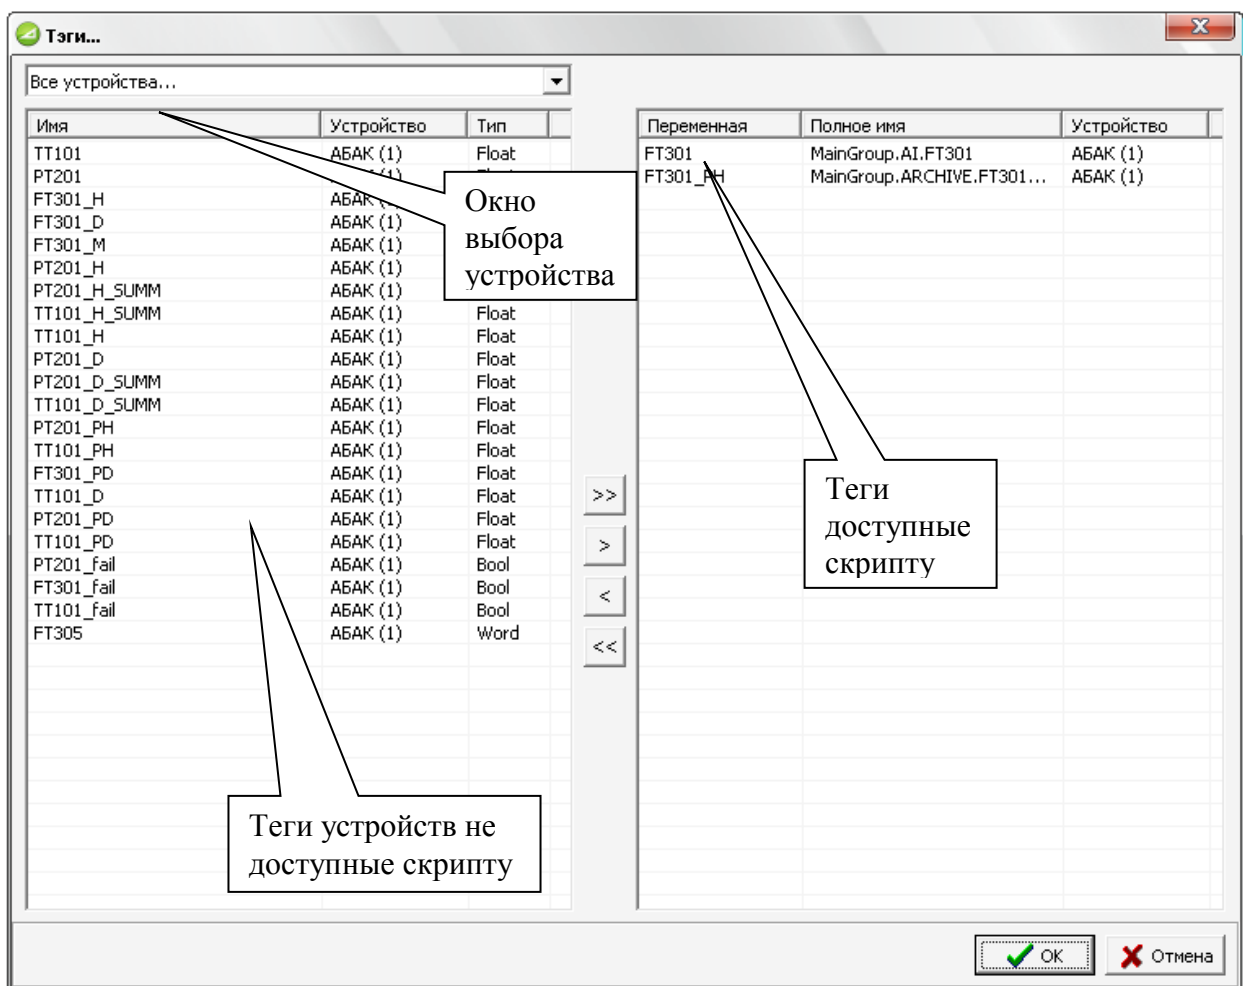 Тэги...
Все устройства...
Имя Устройство Тип
TT101 АБАК (1) Float
PT201 АБАК (1)
FT301_H АБАК (1)
FT301_D АБАК (1)
FT301_M АБАК (1)
PT201_H АБАК (1)
PT201_H_SUMM АБАК (1)
TT101_H_SUMM АБАК (1) Float
TT101_H АБАК (1) Float
PT201_D АБАК (1) Float
PT201_D_SUMM АБАК (1) Float
TT101_D_SUMM АБАК (1) Float
PT201_PH АБАК (1) Float
TT101_PH АБАК (1) Float
FT301_PD АБАК (1) Float
TT101_D АБАК (1) Float
PT201_PD АБАК (1) Float
TT101_PD АБАК (1) Float
PT201_fail АБАК (1) Bool
FT301_fail АБАК (1) Bool
TT101_fail АБАК (1) Bool
FT305 АБАК (1) Word
Окно
выбора
устройства
Теги устройств не
доступные скрипту
>>
>
<
<<
Переменная Полное имя Устройство
FT301 MainGroup.AI.FT301 АБАК (1)
FT301_PH MainGroup.ARCHIVE.FT301... АБАК (1)
Теги
доступные
скрипту
OK Отмена